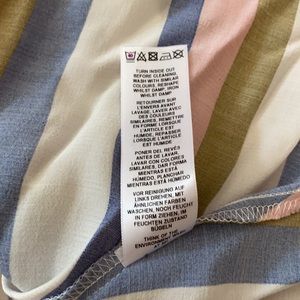 TURN INSIDE OUT
BEFORE CLEANING,
WASH WITH SIMILAR
COLOURS, RESHAPE
WHILST DAMP, IRON
WHILST DAMP
RETOURNER SUR
L'ENVERS AVANT
LAVAGE, LAVER AVEC
DES COULEURS
SIMILAIRES, REMETTRE
EN FORME LORSQUE
L'ARTICLE EST
HUMIDE, REPASSER
LORSQUE L'ARTICLE
EST HUMIDE
PONER DEL REVÉS
ANTES DE LAVAR,
LAVAR CON COLORES
SIMILARES, DAR FORMA
MIENTRAS ESTÁ
HÚMEDO, PLANCHAR
MIENTRAS ESTÁ HÚMEDO
VOR REINIGUNG AUF
LINKS DREHEN, MIT
ÄHNLICHEN FARBEN
WASCHEN, NOCH FEUCHT
IN FORM ZIEHEN, IM
FEUCHTEN ZUSTAND
BÜGELN
THINK OF THE
ENVIRONMENT